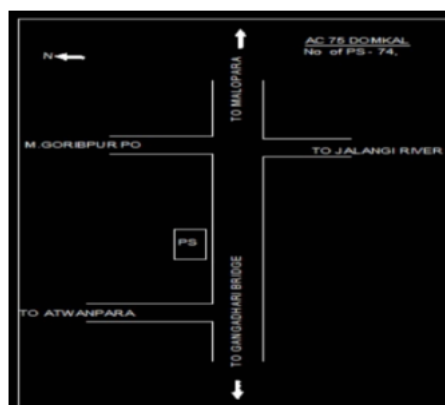 AC 75 DOMKAL
No of PS - 74,
N
TO MALOPARA
M.GORIBPUR PO
TO JALANGI RIVER
PS
TO GANGADHARI BRIDGE
TO ATWANPARA